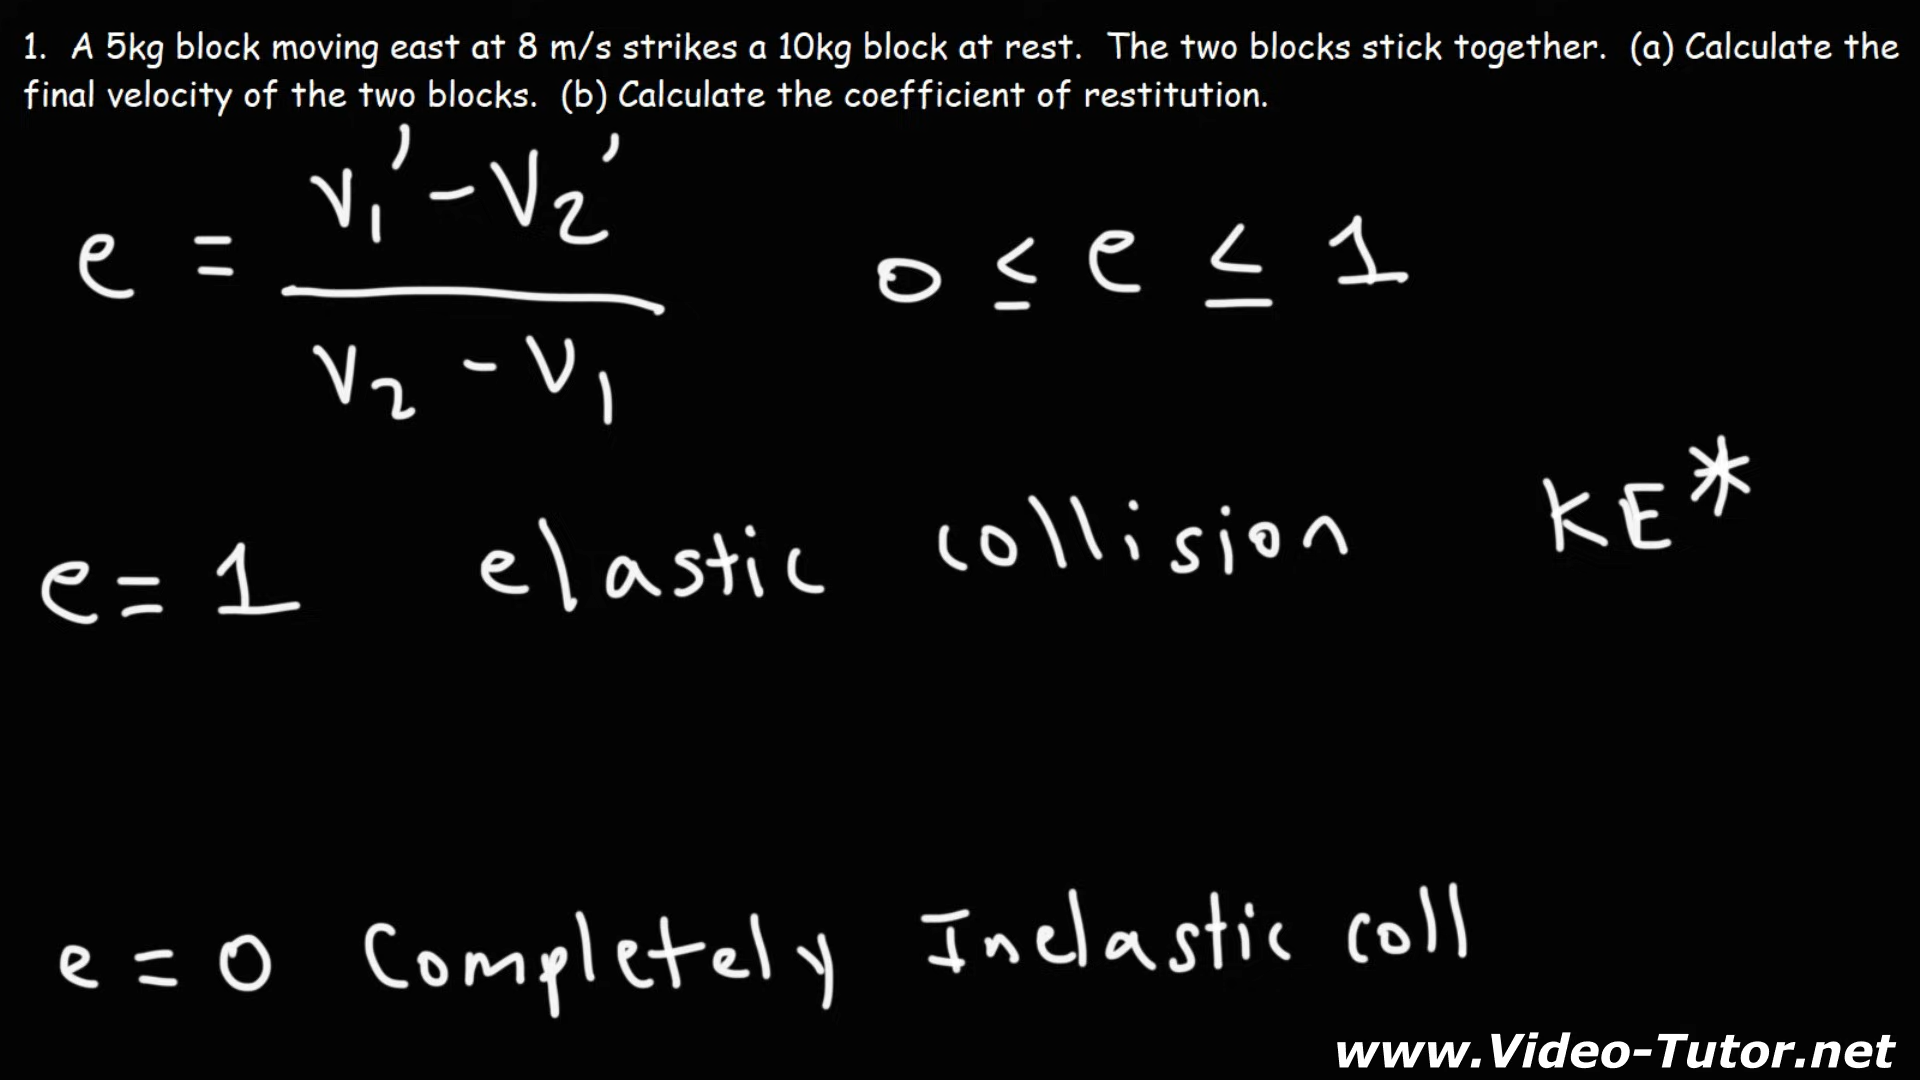 1. A 5kg block moving east at 8 m/s strikes a 10kg block at rest. The two blocks stick together. (a) Calculate the
final velocity of the two blocks. (b) Calculate the coefficient of restitution.
e = (v₁' - v₂') / (v₂ - v₁)    0 ≤ e ≤ 1
e = 1 elastic collision KE*
e = 0 Completely Inelastic coll
www.Video-Tutor.net